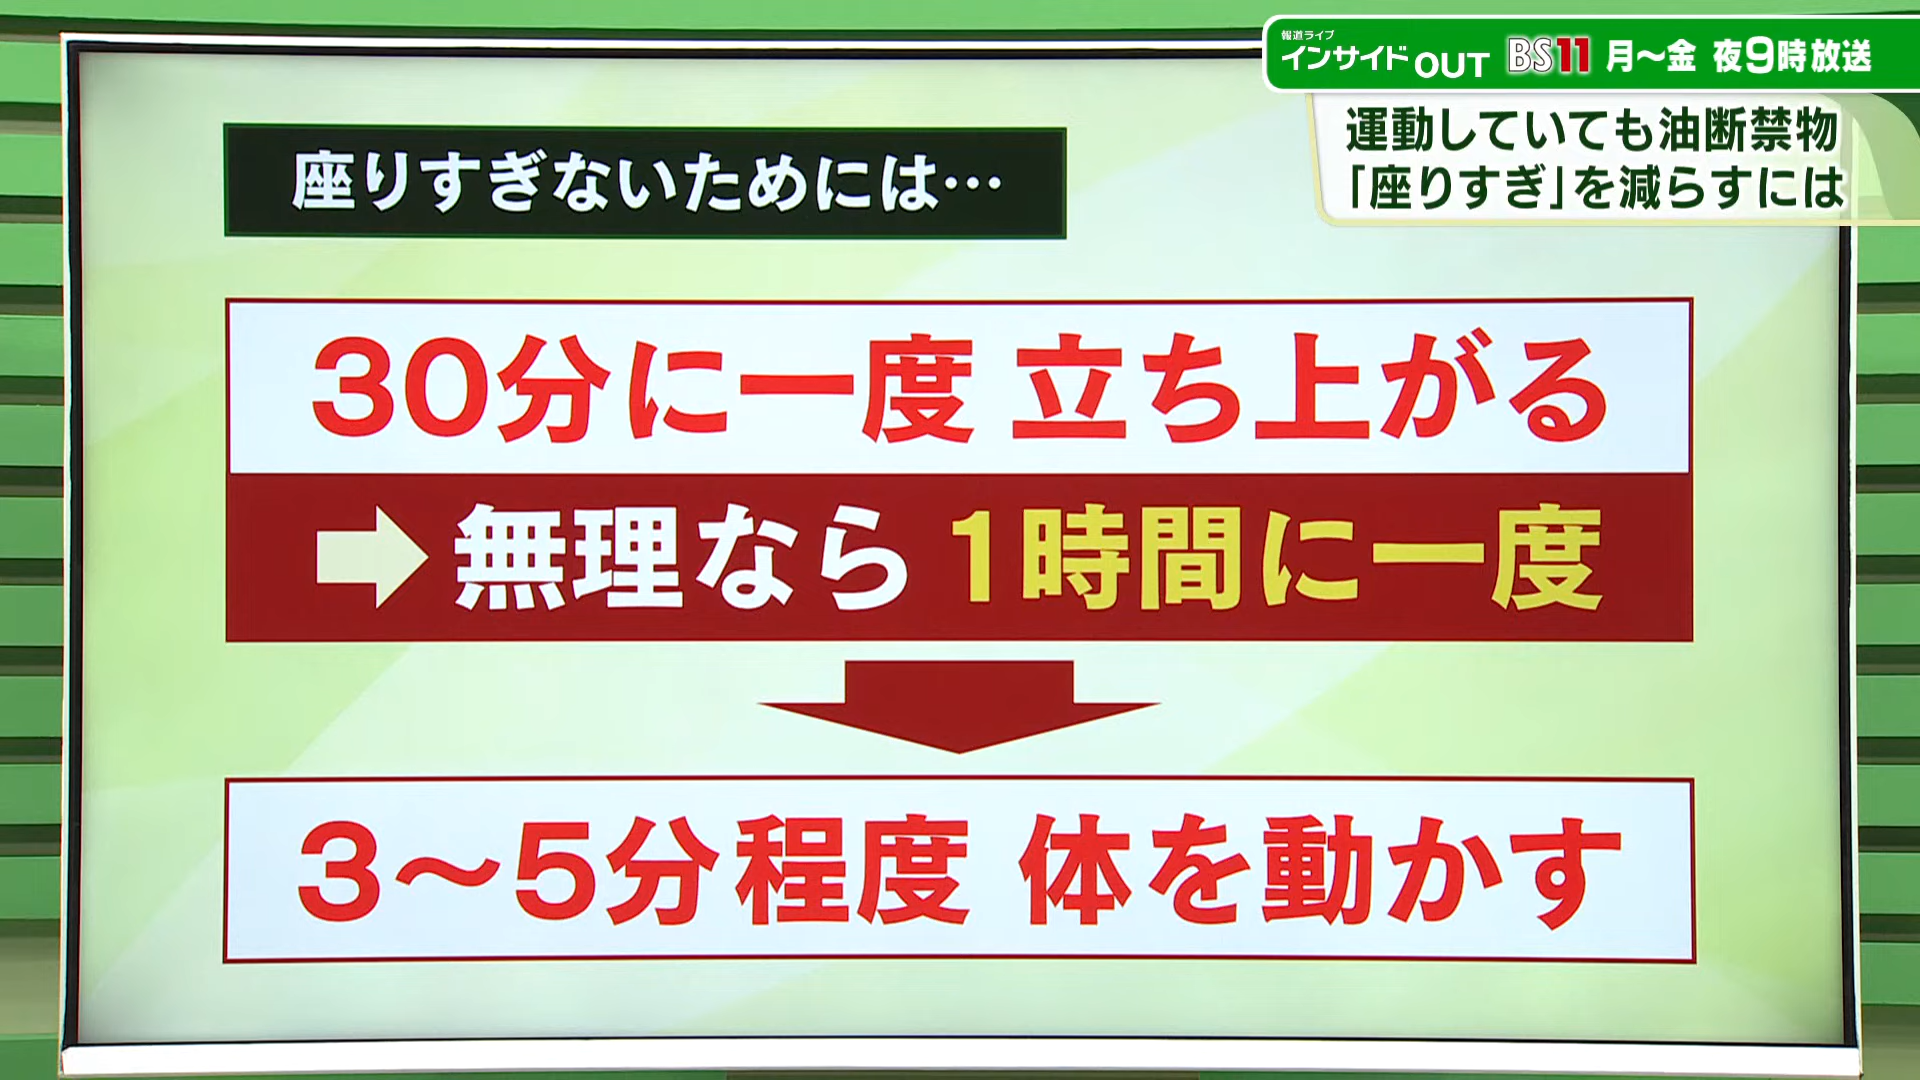 報道ライブ
インサイドOUT BS11 月～金 夜9時放送
運動していても油断禁物
「座りすぎ」を減らすには
座りすぎないためには…
30分に一度 立ち上がる
➡無理なら 1時間に一度
3～5分程度 体を動かす